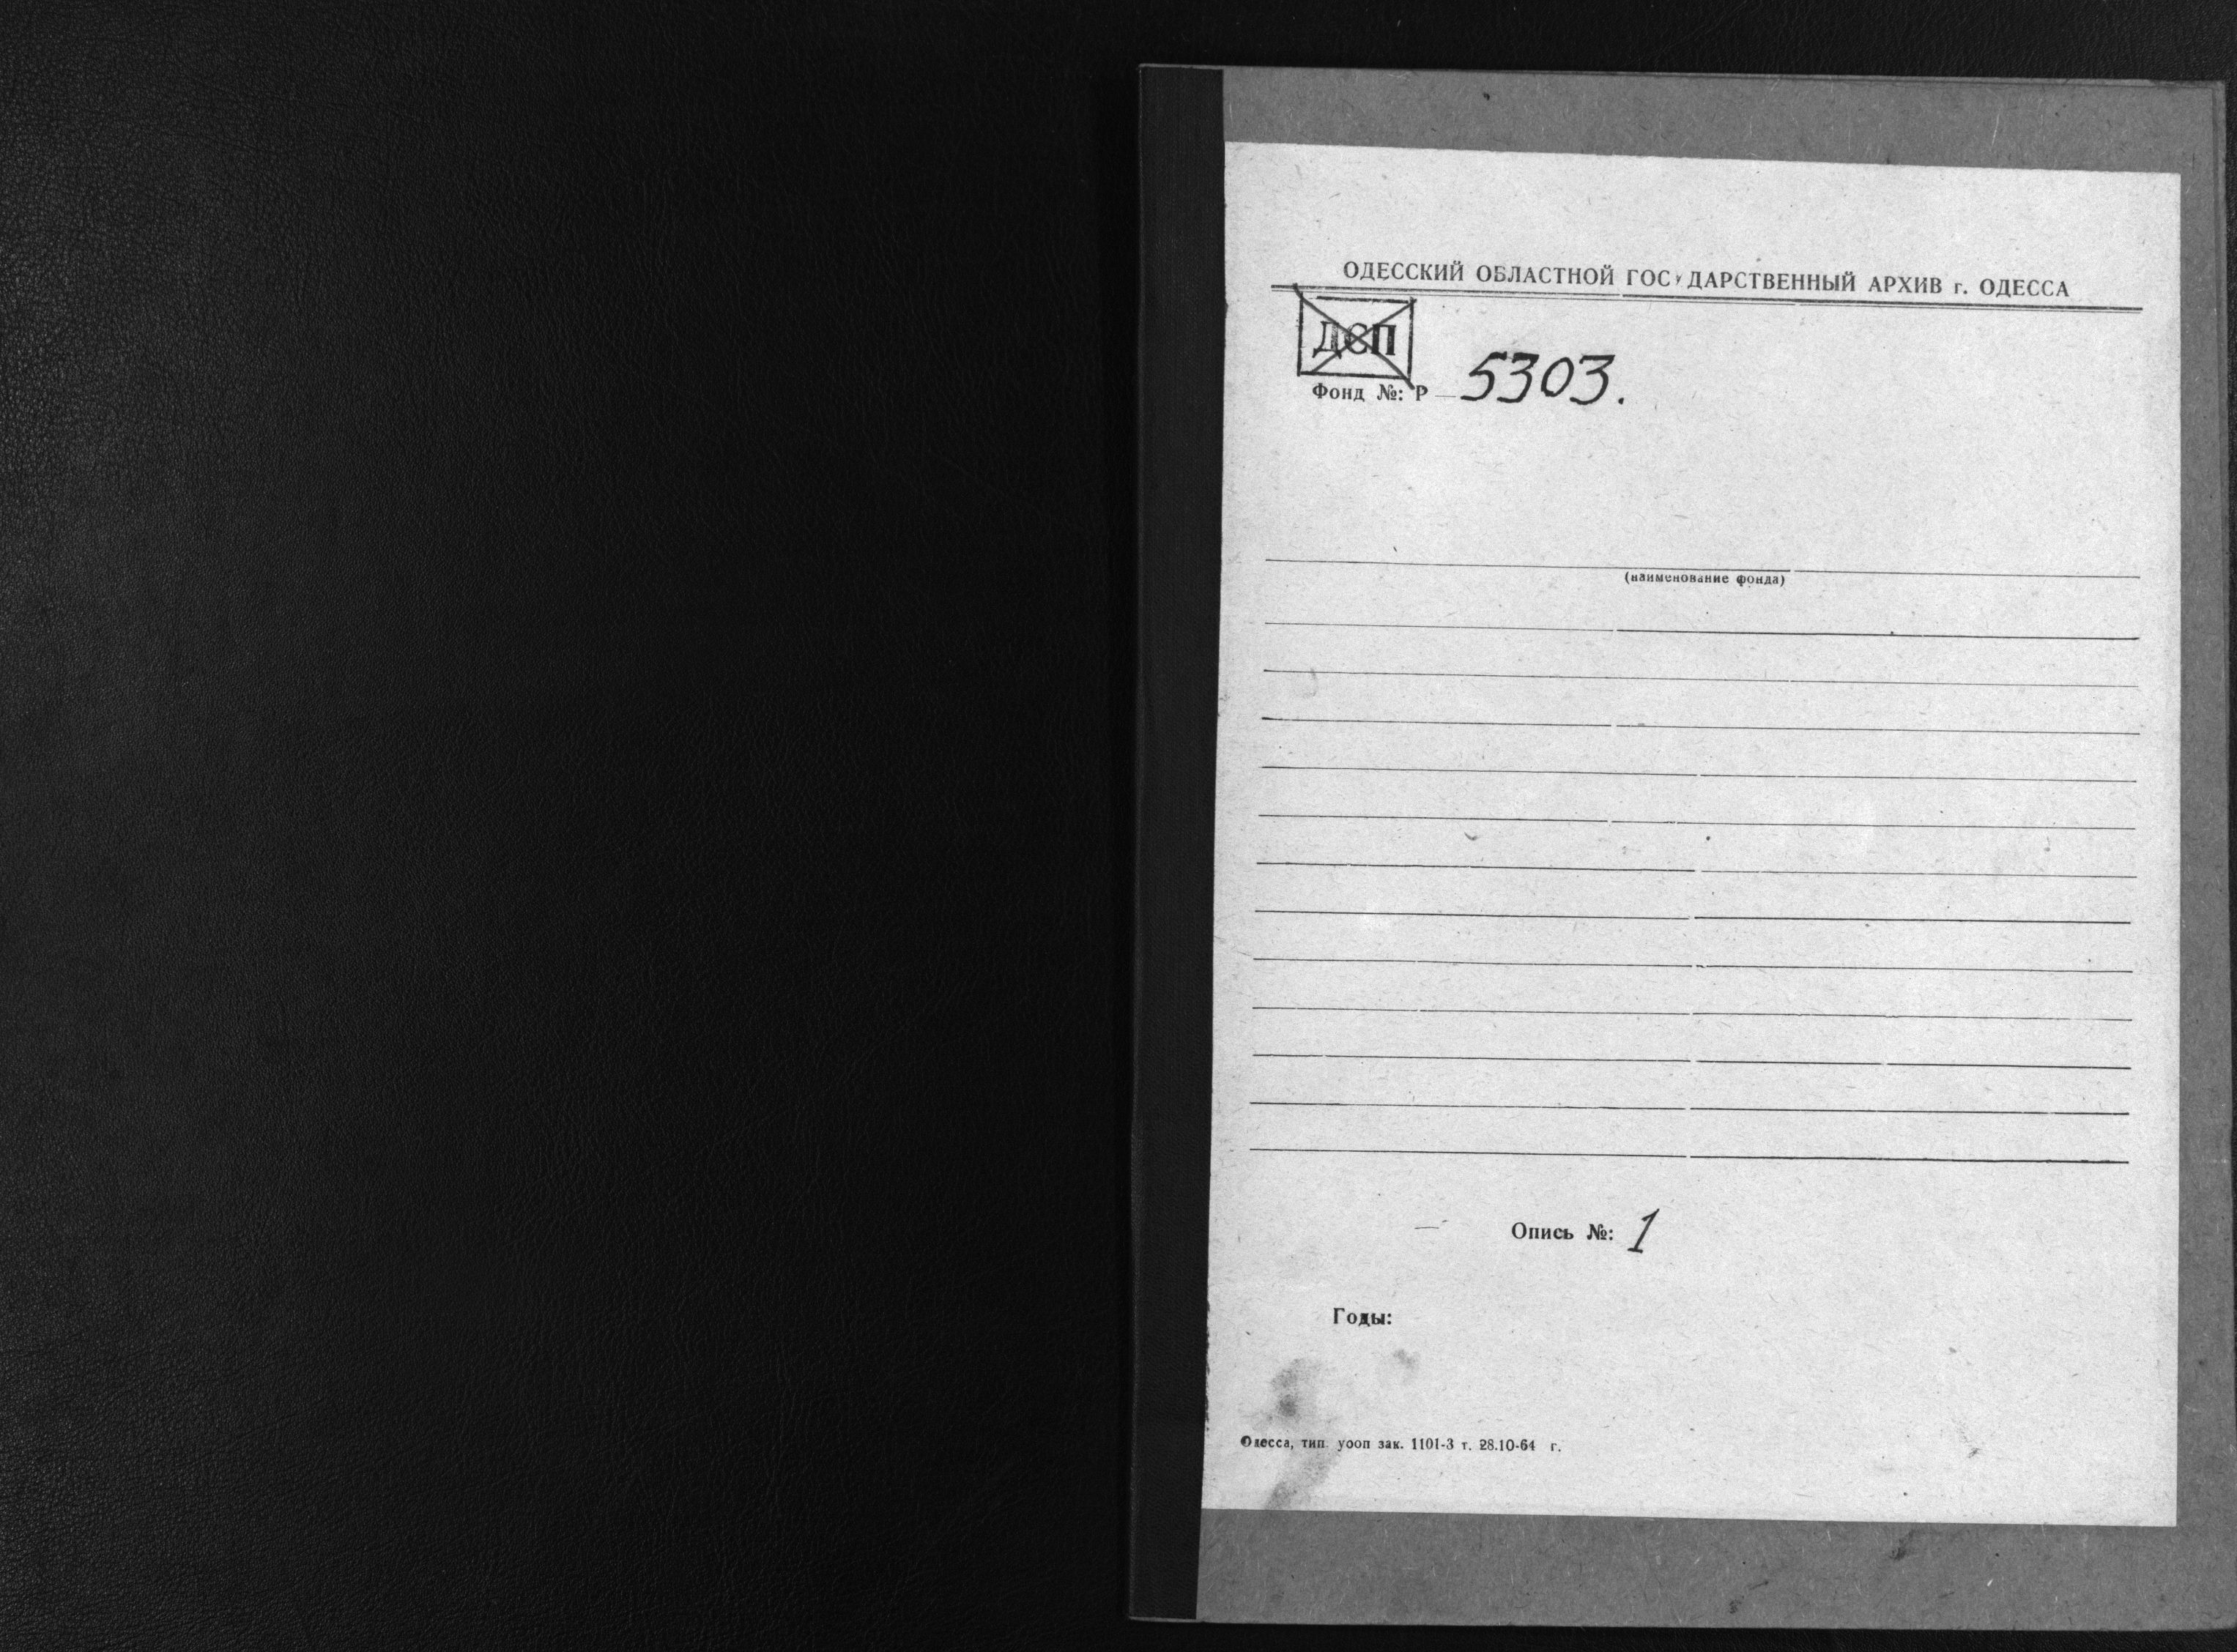 ОДЕССКИЙ ОБЛАСТНОЙ ГОСУДАРСТВЕННЫЙ АРХИВ г. ОДЕССА
ДСП
Фонд №: Р — 5303.
(наименование фонда)
Опись №: 1
Годы:
Одесса, тип. уооп зак. 1101-3 т. 28.10-64 г.